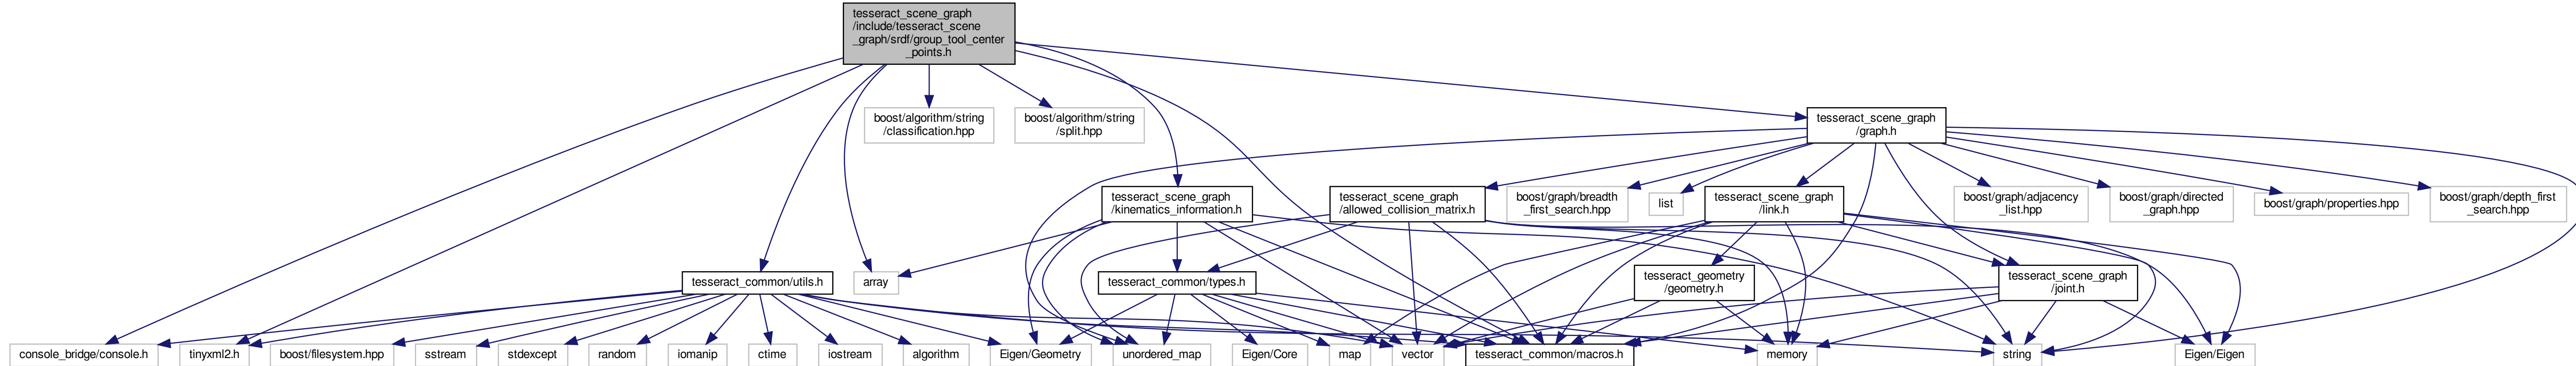 tesseract_scene_graph
/include/tesseract_scene
_graph/srdf/group_tool_center
_points.h
boost/algorithm/string
/classification.hpp
boost/algorithm/string
/split.hpp
tesseract_scene_graph
/graph.h
tesseract_scene_graph
/kinematics_information.h
tesseract_scene_graph
/allowed_collision_matrix.h
boost/graph/breadth
_first_search.hpp
list
tesseract_scene_graph
/link.h
boost/graph/adjacency
_list.hpp
boost/graph/directed
_graph.hpp
boost/graph/properties.hpp
boost/graph/depth_first
_search.hpp
tesseract_common/utils.h
array
tesseract_common/types.h
tesseract_geometry
/geometry.h
tesseract_scene_graph
/joint.h
console_bridge/console.h
tinyxml2.h
boost/filesystem.hpp
sstream
stdexcept
random
iomanip
ctime
iostream
algorithm
Eigen/Geometry
unordered_map
Eigen/Core
map
vector
tesseract_common/macros.h
memory
string
Eigen/Eigen